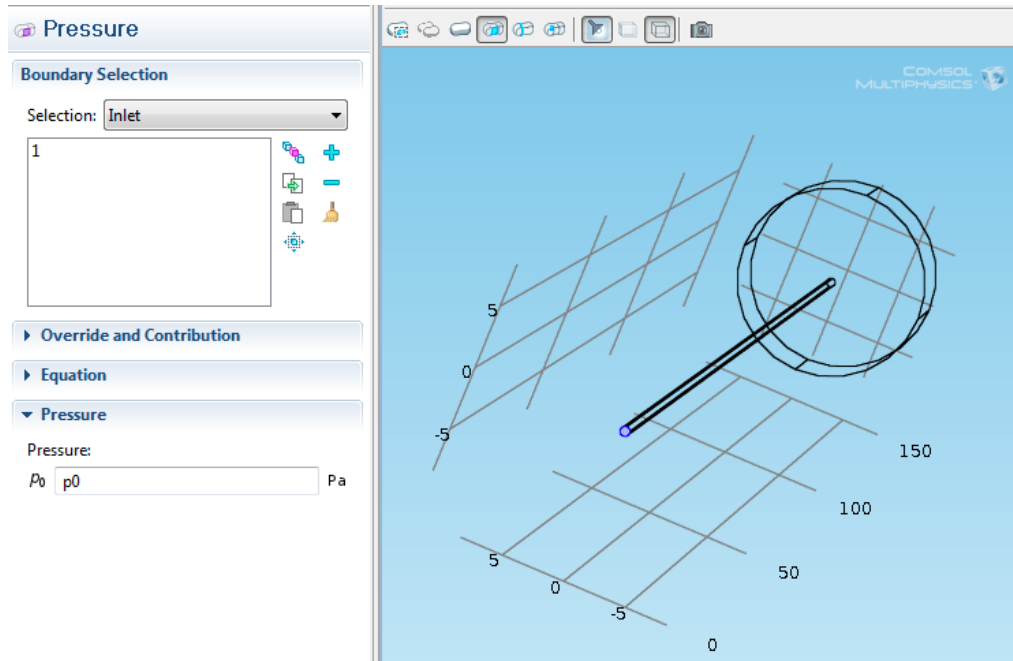 Pressure
Boundary Selection
Selection: Inlet
1
Override and Contribution
Equation
Pressure
Pressure:
p0 p0 Pa
COMSOL
MULTIPHYSICS
5
0
-5
150
100
50
0
5
0
-5